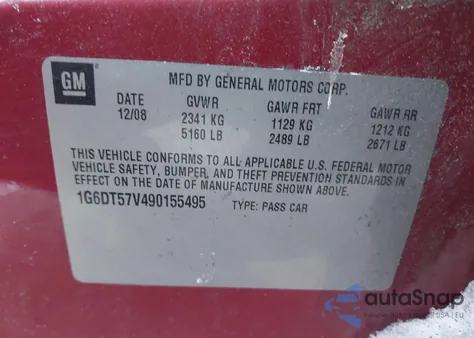 GM
MFD BY GENERAL MOTORS CORP.
DATE GVWR GAWR FRT GAWR RR
12/08 2341 KG 1129 KG 1212 KG
5160 LB 2489 LB 2671 LB
THIS VEHICLE CONFORMS TO ALL APPLICABLE U.S. FEDERAL MOTOR
VEHICLE SAFETY, BUMPER, AND THEFT PREVENTION STANDARDS IN
EFFECT ON THE DATE OF MANUFACTURE SHOWN ABOVE.
1G6DT57V490155495 TYPE: PASS CAR
autaSnap